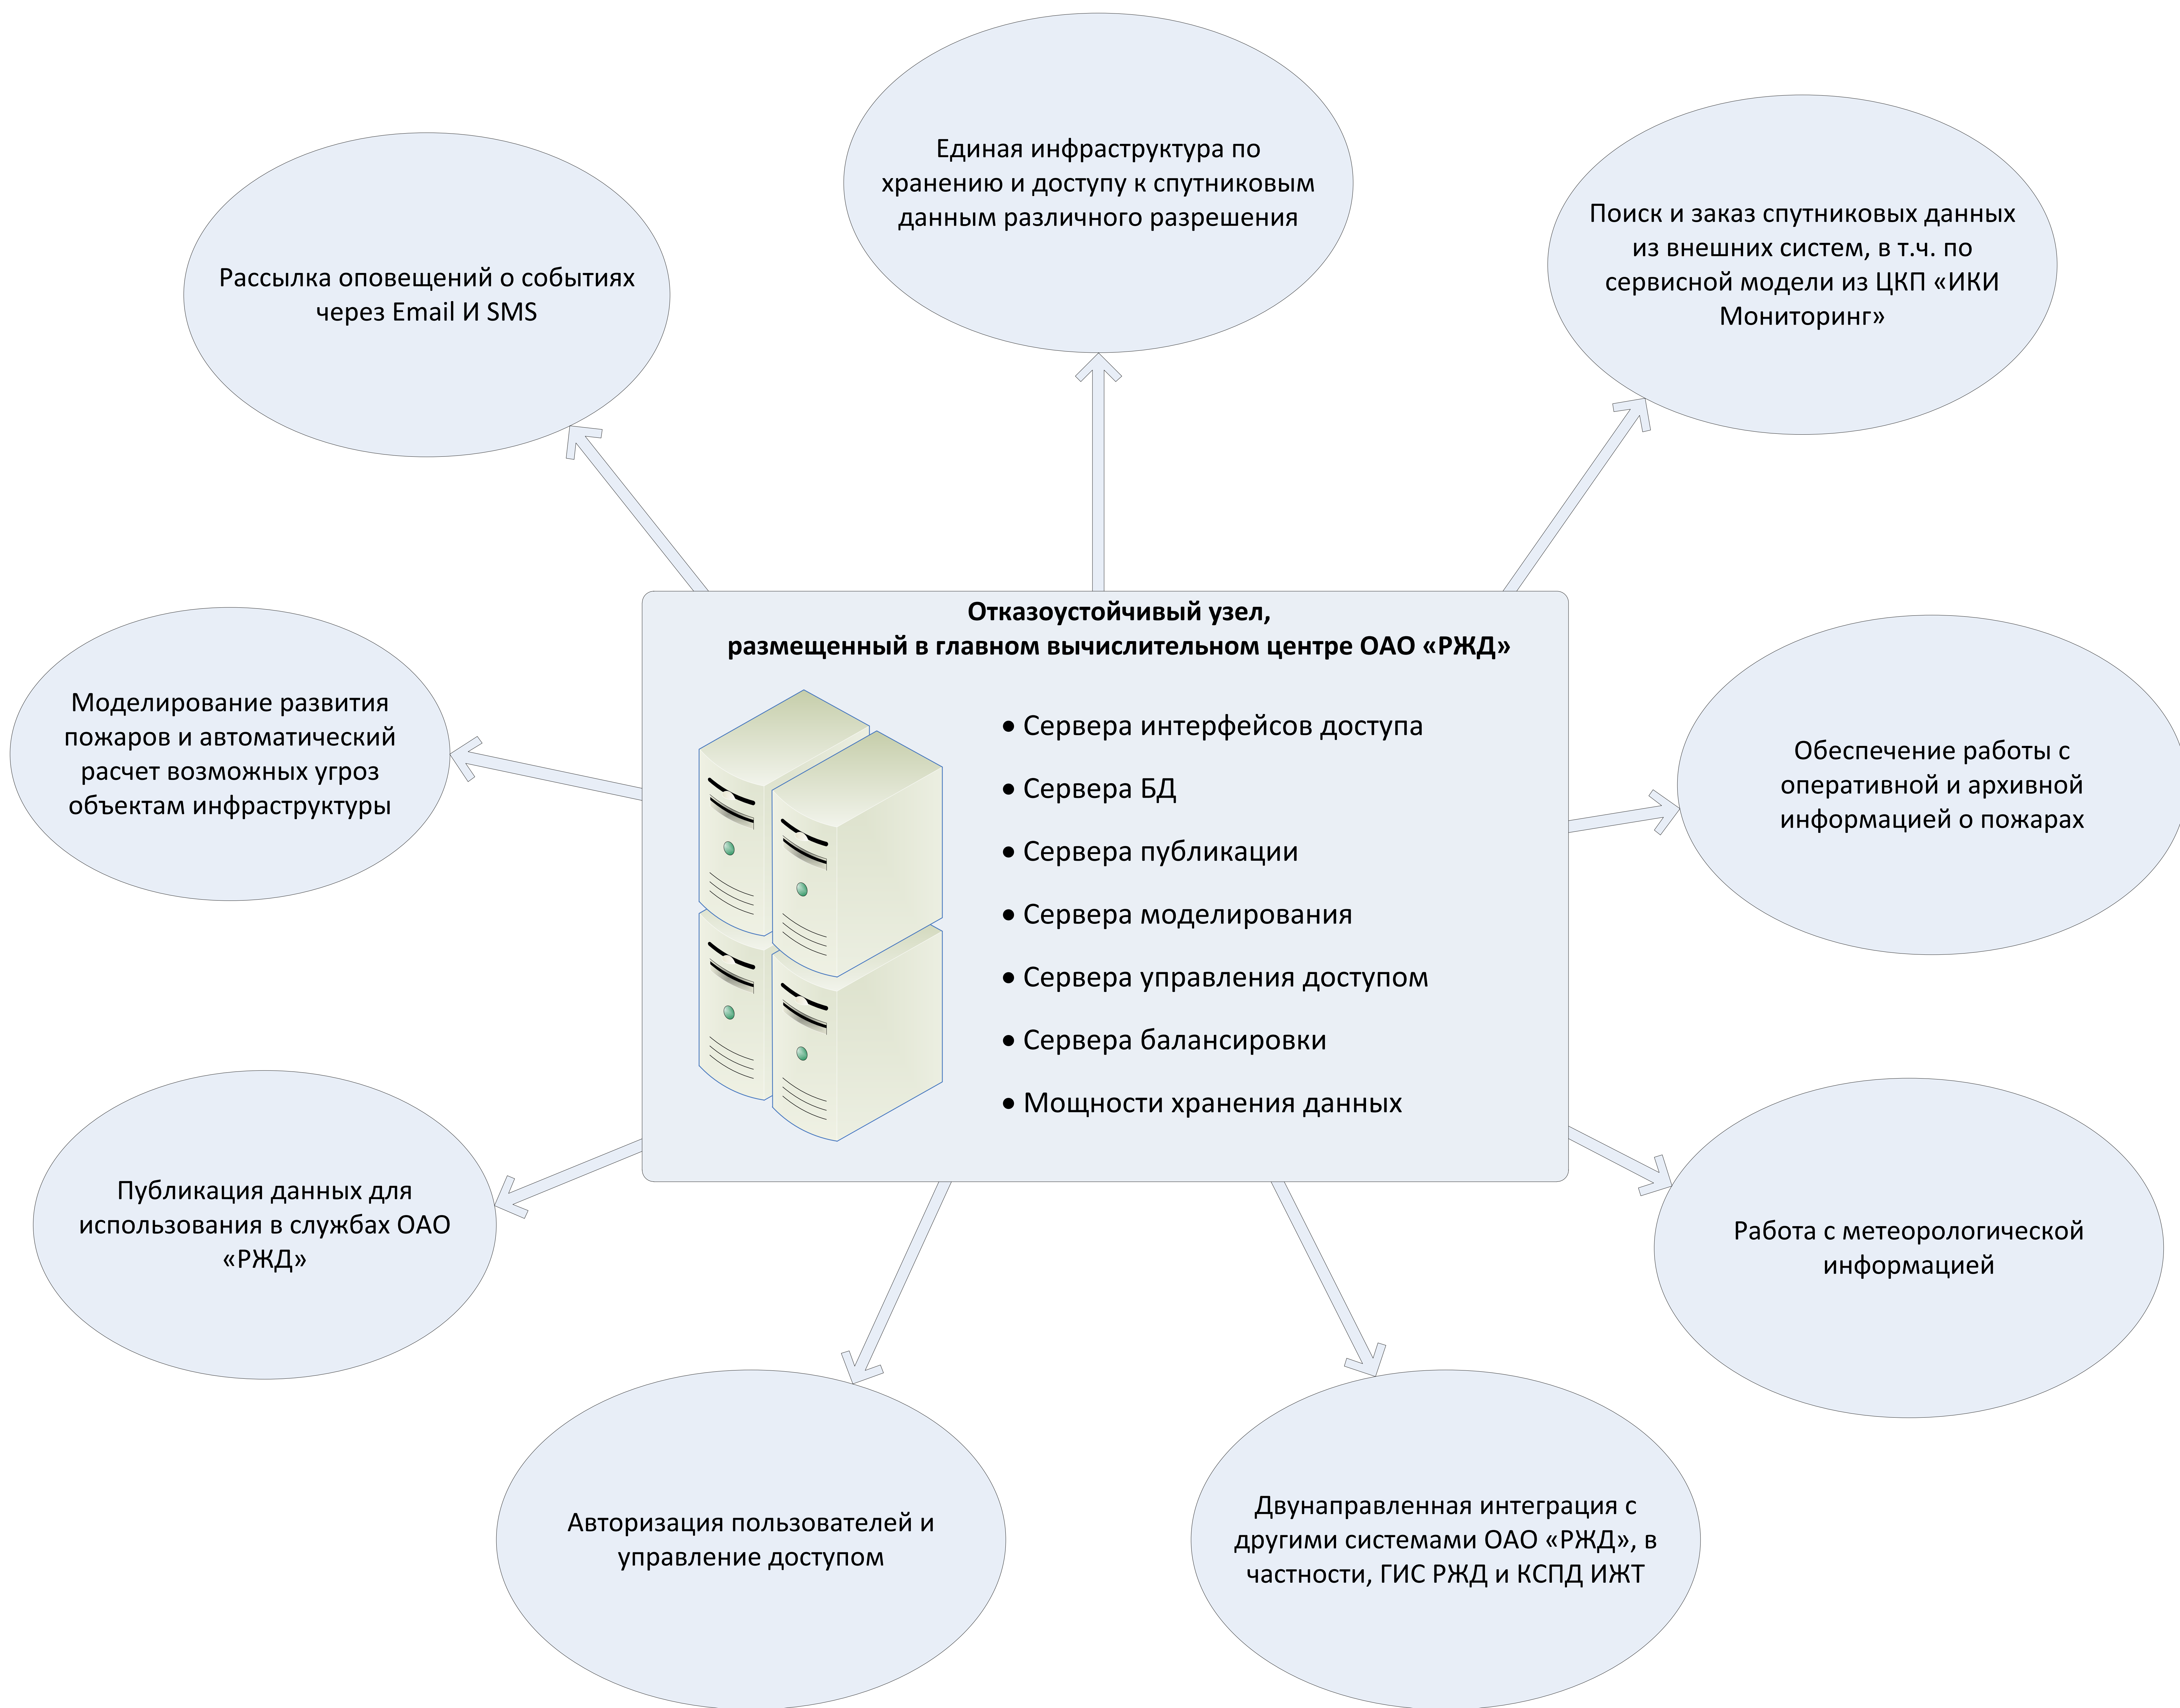 Единая инфраструктура по
хранению и доступу к спутниковым
данным различного разрешения
Рассылка оповещений о событиях
через Email И SMS
Поиск и заказ спутниковых данных
из внешних систем, в т.ч. по
сервисной модели из ЦКП «ИКИ
Мониторинг»
Отказоустойчивый узел,
размещенный в главном вычислительном центре ОАО «РЖД»
• Сервера интерфейсов доступа
• Сервера БД
• Сервера публикации
• Сервера моделирования
• Сервера управления доступом
• Сервера балансировки
• Мощности хранения данных
Моделирование развития
пожаров и автоматический
расчет возможных угроз
объектам инфраструктуры
Обеспечение работы с
оперативной и архивной
информацией о пожарах
Публикация данных для
использования в службах ОАО
«РЖД»
Работа с метеорологической
информацией
Авторизация пользователей и
управление доступом
Двунаправленная интеграция с
другими системами ОАО «РЖД», в
частности, ГИС РЖД и КСПД ИЖТ